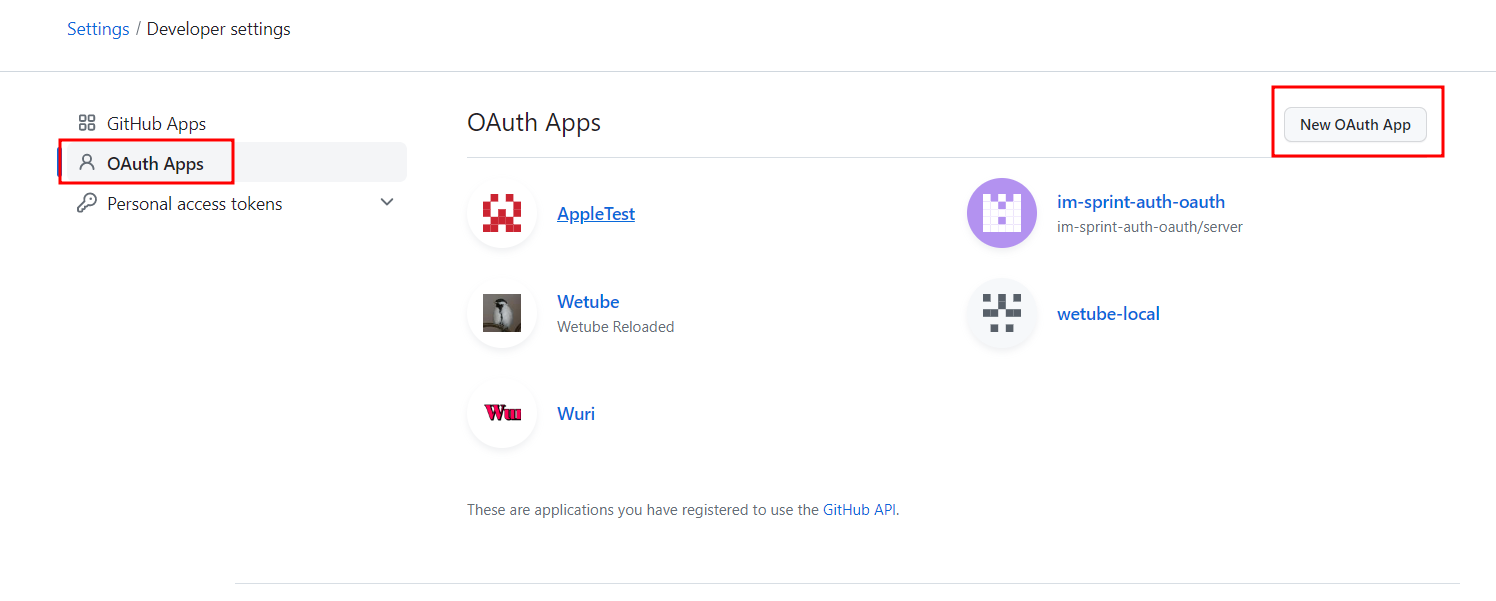 Settings / Developer settings
GitHub Apps
OAuth Apps
Personal access tokens
OAuth Apps
New OAuth App
AppleTest
im-sprint-auth-oauth
im-sprint-auth-oauth/server
Wetube
Wetube Reloaded
wetube-local
Wuri
These are applications you have registered to use the GitHub API.